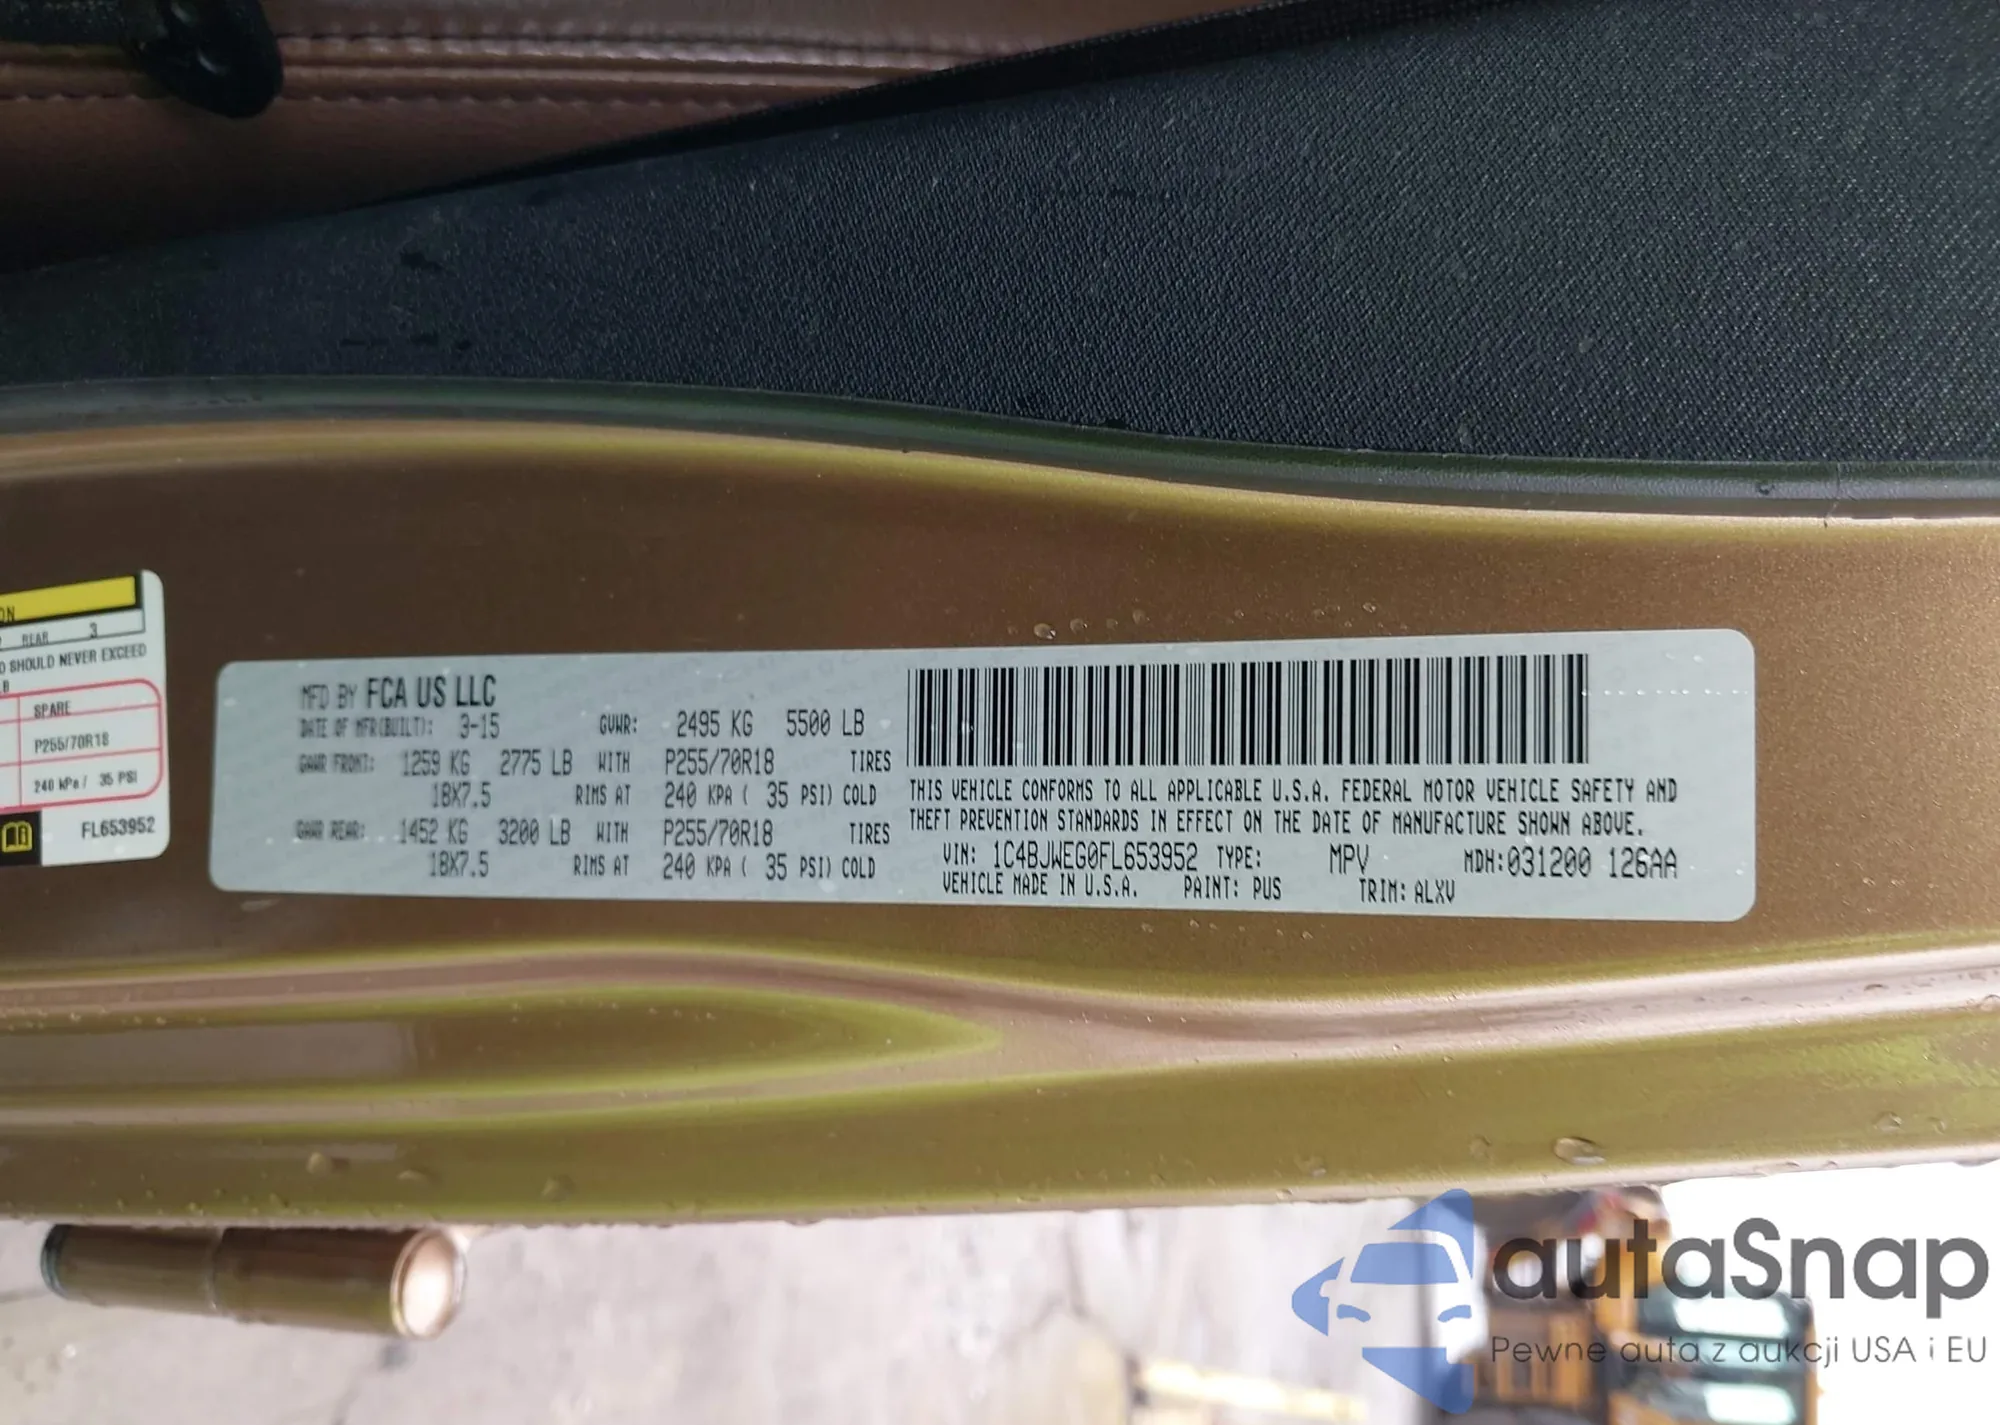 ON
REAR 3
D SHOULD NEVER EXCEED
LB
SPARE
P255/70R18
240 kPa / 35 PSI
FL653952
MFD BY FCA US LLC
DATE OF MFR(BUILT): 3-15 GVWR: 2495 KG 5500 LB
GAWR FRONT: 1259 KG 2775 LB WITH P255/70R18 TIRES
18X7.5 RIMS AT 240 KPA ( 35 PSI) COLD
GAWR REAR: 1452 KG 3200 LB WITH P255/70R18 TIRES
18X7.5 RIMS AT 240 KPA ( 35 PSI) COLD
THIS VEHICLE CONFORMS TO ALL APPLICABLE U.S.A. FEDERAL MOTOR VEHICLE SAFETY AND
THEFT PREVENTION STANDARDS IN EFFECT ON THE DATE OF MANUFACTURE SHOWN ABOVE.
VIN: 1C4BJWEG0FL653952 TYPE: MPV MDH:031200 126AA
VEHICLE MADE IN U.S.A. PAINT: PUS TRIM: ALXV
autaSnap
Pewne auta z aukcji USA i EU